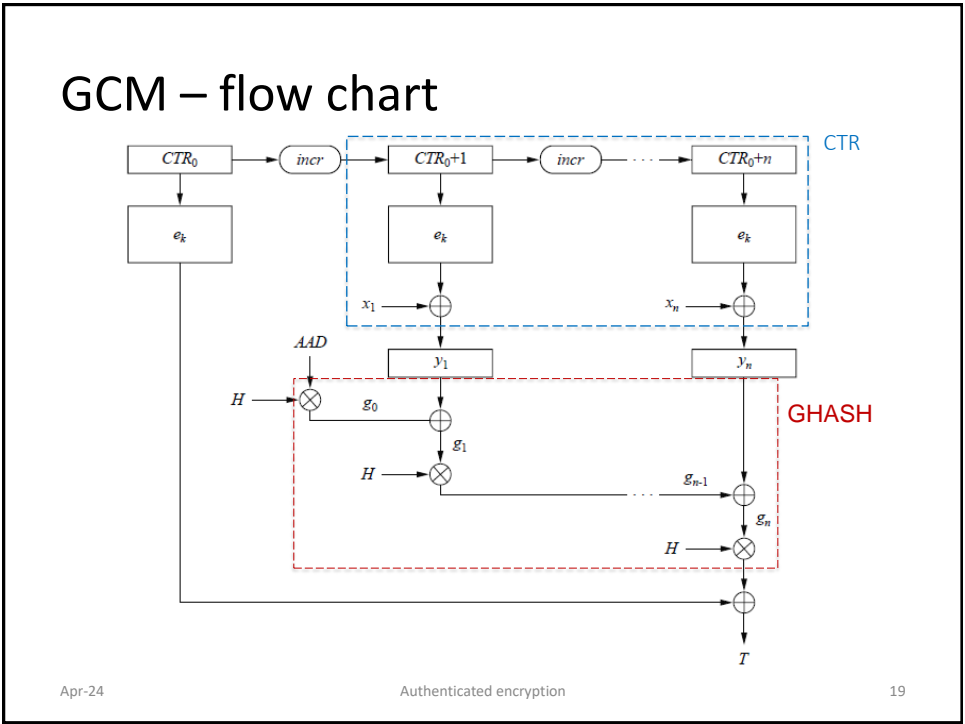 GCM – flow chart
CTR
CTR₀
incr
CTR₀+1
incr
· · ·
CTR₀+n
eₖ
eₖ
eₖ
x₁
xₙ
AAD
y₁
yₙ
H
g₀
GHASH
g₁
H
gₙ₋₁
· · ·
gₙ
H
T
Apr-24
Authenticated encryption
19